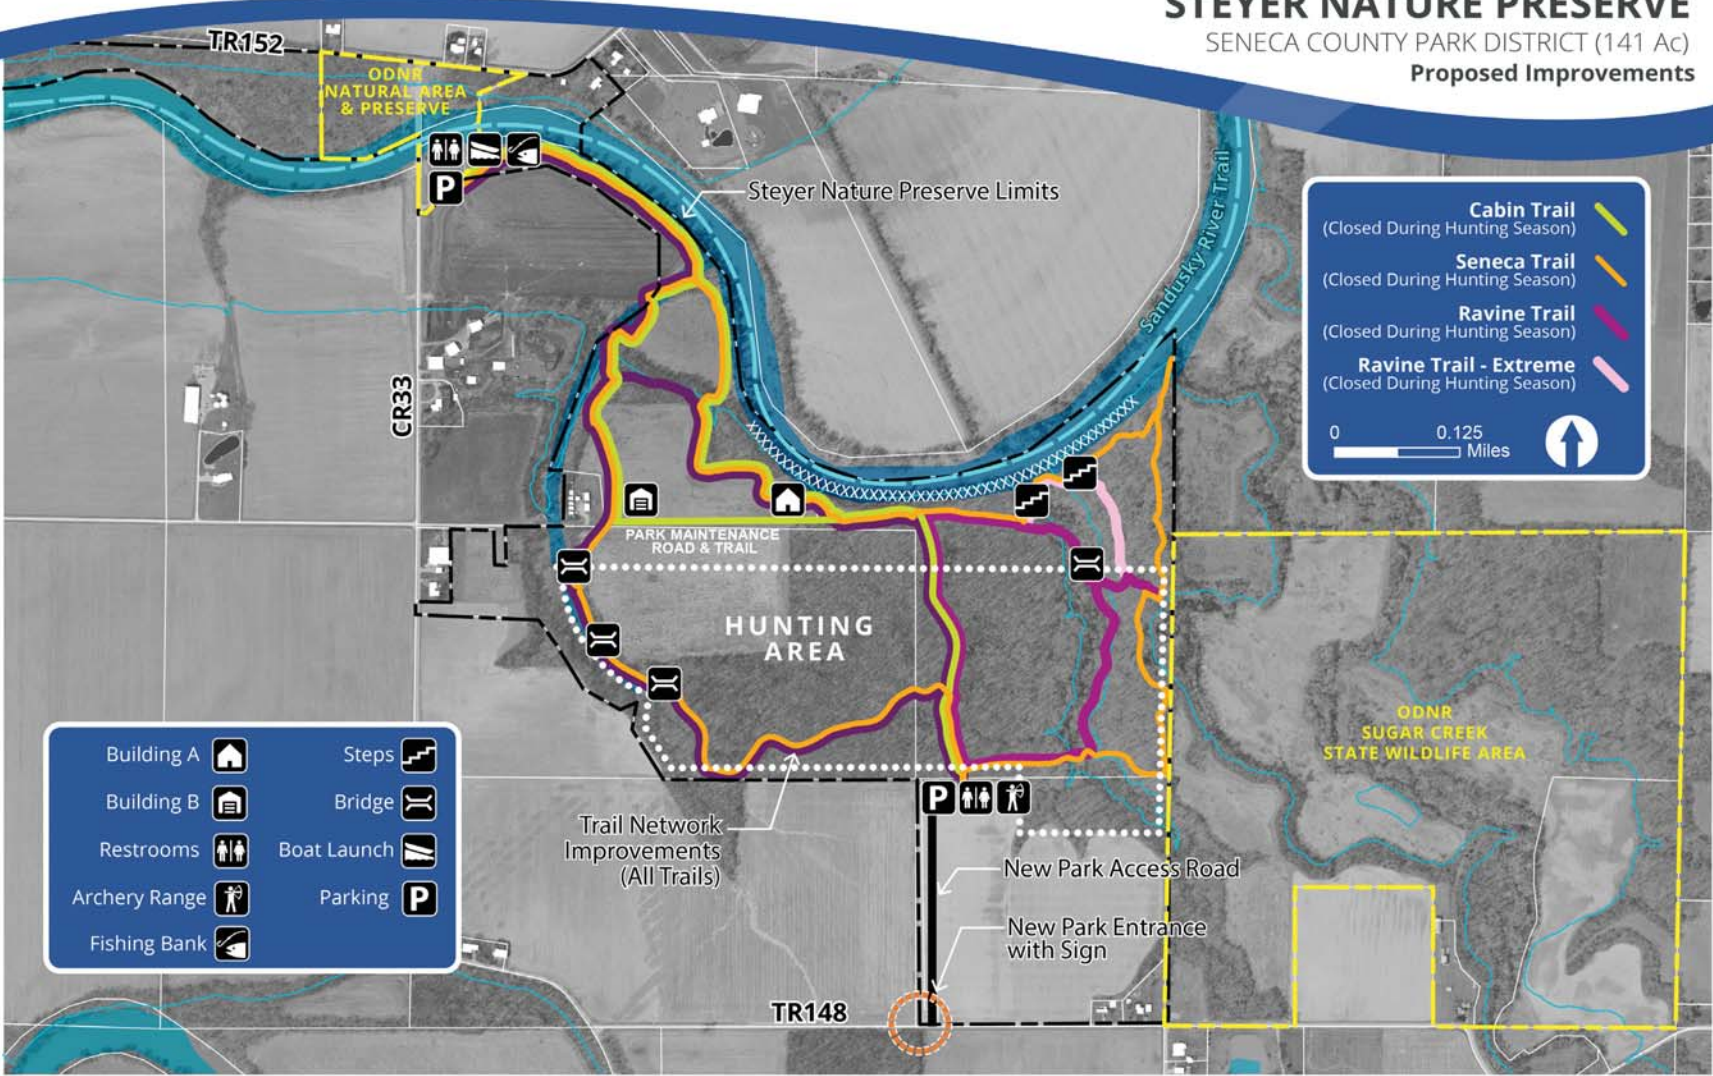 STEYER NATURE PRESERVE
SENECA COUNTY PARK DISTRICT (141 Ac)
Proposed Improvements
TR152
ODNR
NATURAL AREA
& PRESERVE
P
Steyer Nature Preserve Limits
Sandusky River Trail
Cabin Trail
(Closed During Hunting Season)
Seneca Trail
(Closed During Hunting Season)
Ravine Trail
(Closed During Hunting Season)
Ravine Trail - Extreme
(Closed During Hunting Season)
0 0.125
Miles
CR33
PARK MAINTENANCE
ROAD & TRAIL
HUNTING
AREA
ODNR
SUGAR CREEK
STATE WILDLIFE AREA
Building A
Steps
Building B
Bridge
Restrooms
Boat Launch
Archery Range
Parking P
Fishing Bank
P
Trail Network
Improvements
(All Trails)
New Park Access Road
New Park Entrance
with Sign
TR148